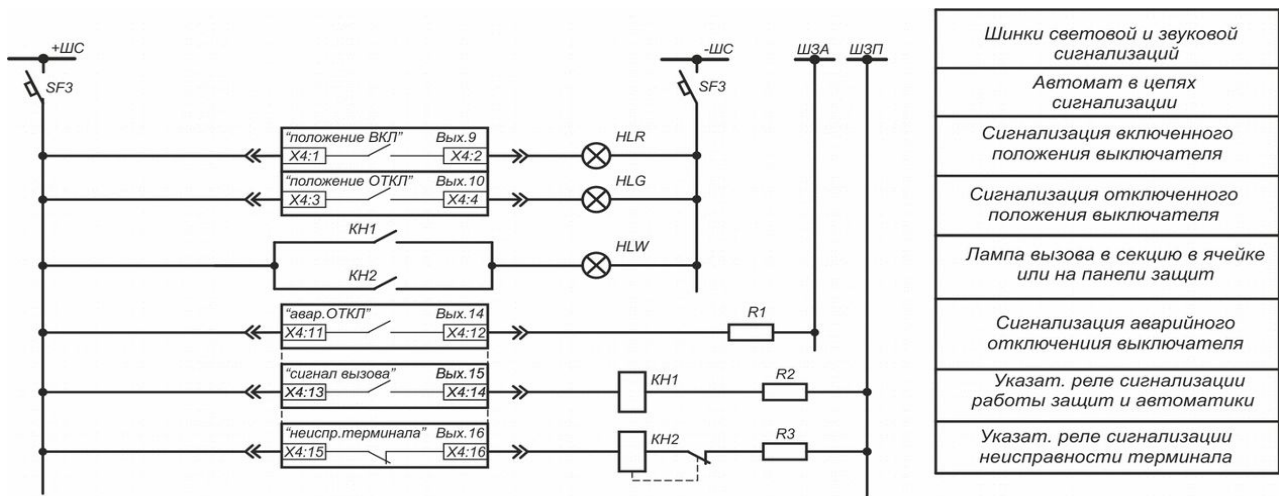 +ШС
-ШС
ШЗА
ШЗП
SF3
SF3
"положение ВКЛ" Вых.9
X4:1
X4:2
HLR
"положение ОТКЛ" Вых.10
X4:3
X4:4
HLG
КН1
КН2
HLW
"авар.ОТКЛ" Вых.14
X4:11
X4:12
R1
"сигнал вызова" Вых.15
X4:13
X4:14
КН1
R2
"неиспр.терминала" Вых.16
X4:15
X4:16
КН2
R3
Шинки световой и звуковой
сигнализаций
Автомат в цепях
сигнализации
Сигнализация включенного
положения выключателя
Сигнализация отключенного
положения выключателя
Лампа вызова в секцию в ячейке
или на панели защит
Сигнализация аварийного
отключениия выключателя
Указат. реле сигнализации
работы защит и автоматики
Указат. реле сигнализации
неисправности терминала